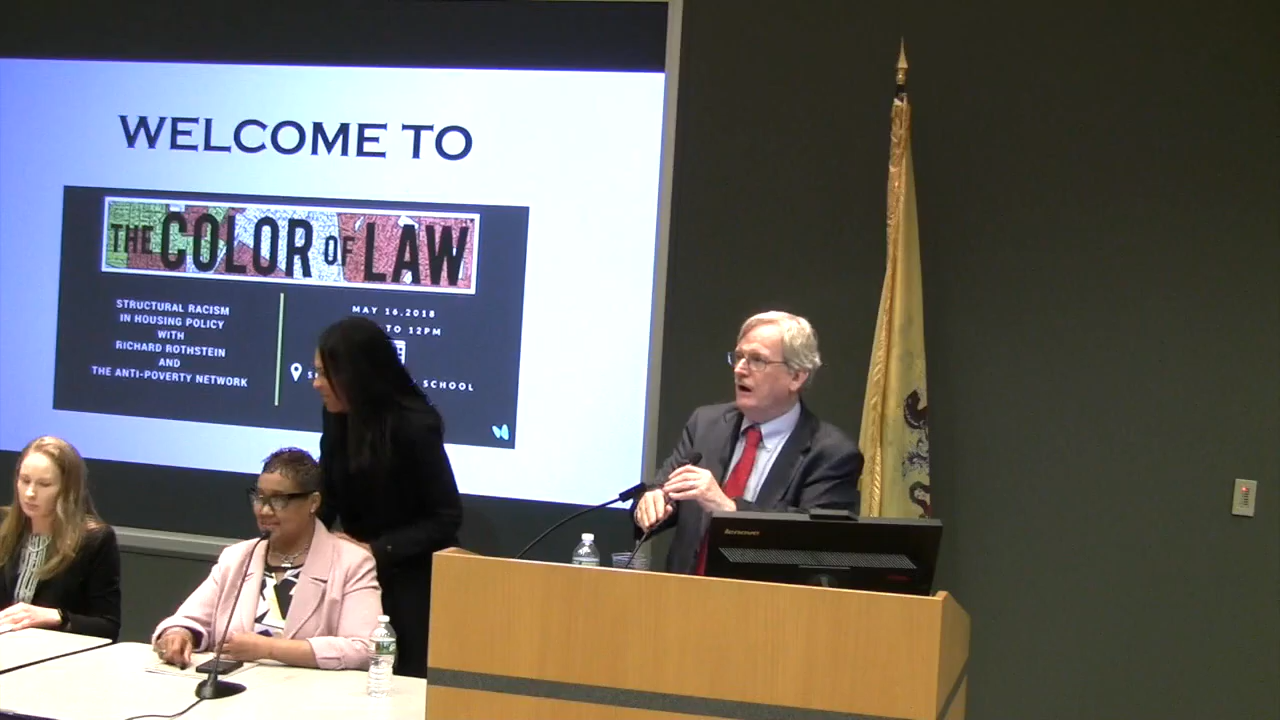 WELCOME TO
THE COLOR OF LAW
STRUCTURAL RACISM
IN HOUSING POLICY
WITH
RICHARD ROTHSTEIN
AND
THE ANTI-POVERTY NETWORK
MAY 16, 2018
TO 12PM
SCHOOL
lenovo